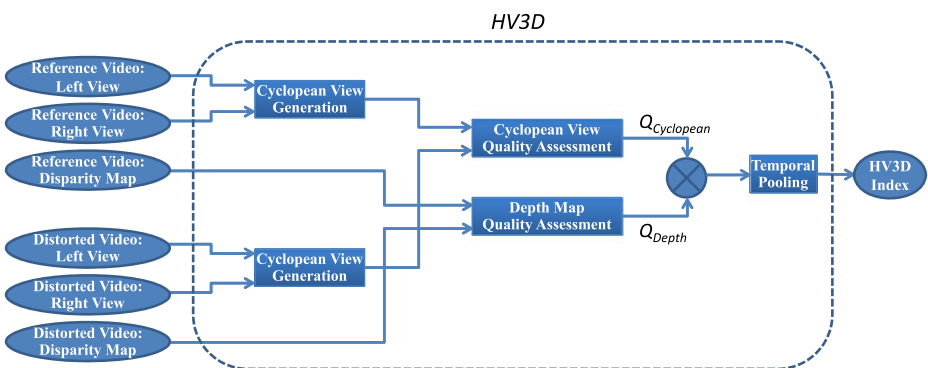 HV3D
Reference Video:
Left View
Reference Video:
Right View
Reference Video:
Disparity Map
Distorted Video:
Left View
Distorted Video:
Right View
Distorted Video:
Disparity Map
Cyclopean View
Generation
Cyclopean View
Generation
Cyclopean View
Quality Assessment
Depth Map
Quality Assessment
QCyclopean
QDepth
Temporal
Pooling
HV3D
Index